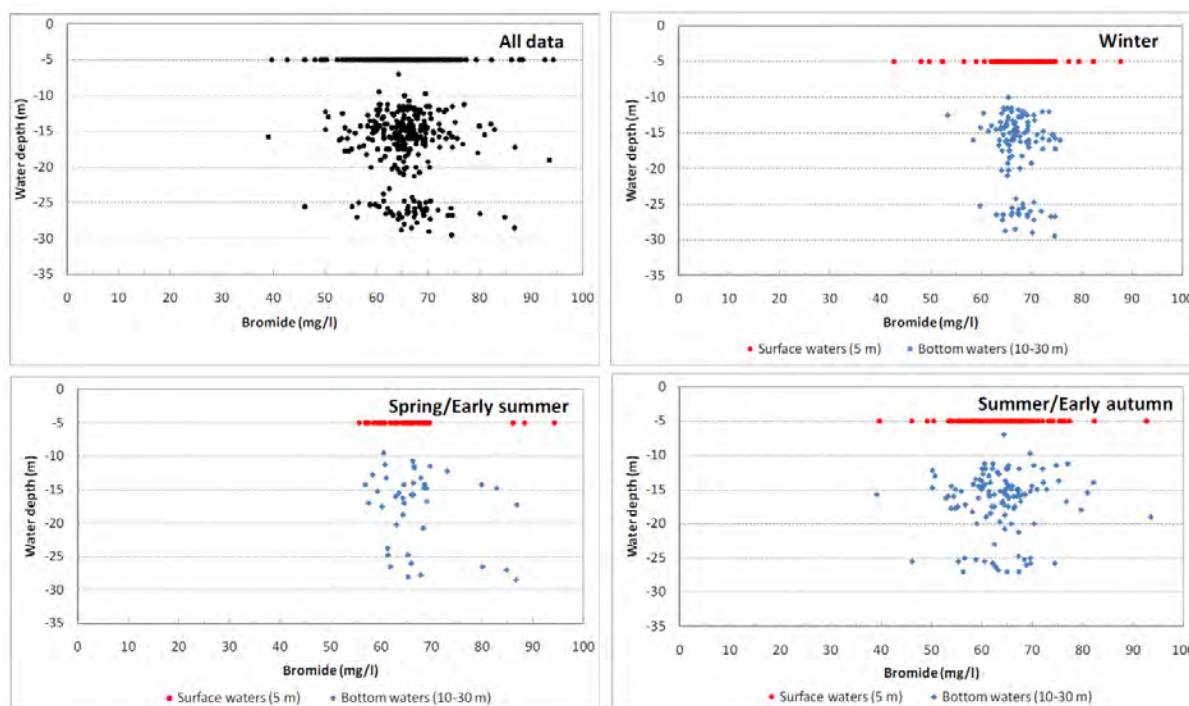 All data
0
-5
-10
-15
-20
-25
-30
-35
Water depth (m)
0 10 20 30 40 50 60 70 80 90 100
Bromide (mg/l)
Winter
0
-5
-10
-15
-20
-25
-30
-35
Water depth (m)
0 10 20 30 40 50 60 70 80 90 100
Bromide (mg/l)
Surface waters (5 m) Bottom waters (10-30 m)
Spring/Early summer
0
-5
-10
-15
-20
-25
-30
-35
Water depth (m)
0 10 20 30 40 50 60 70 80 90 100
Bromide (mg/l)
Surface waters (5 m) Bottom waters (10-30 m)
Summer/Early autumn
0
-5
-10
-15
-20
-25
-30
-35
Water depth (m)
0 10 20 30 40 50 60 70 80 90 100
Bromide (mg/l)
Surface waters (5 m) Bottom waters (10-30 m)